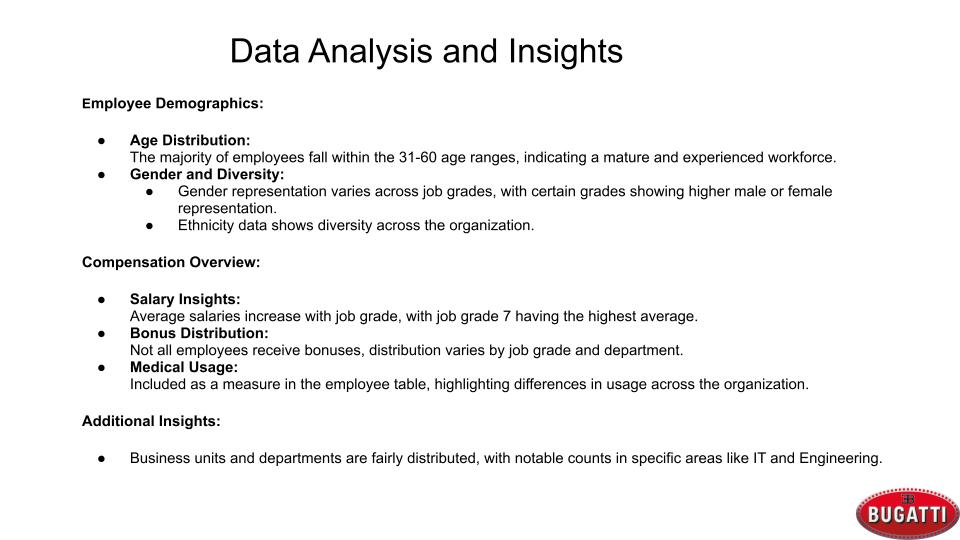 Data Analysis and Insights
Employee Demographics:
● Age Distribution:
The majority of employees fall within the 31-60 age ranges, indicating a mature and experienced workforce.
● Gender and Diversity:
● Gender representation varies across job grades, with certain grades showing higher male or female
representation.
● Ethnicity data shows diversity across the organization.
Compensation Overview:
● Salary Insights:
Average salaries increase with job grade, with job grade 7 having the highest average.
● Bonus Distribution:
Not all employees receive bonuses, distribution varies by job grade and department.
● Medical Usage:
Included as a measure in the employee table, highlighting differences in usage across the organization.
Additional Insights:
● Business units and departments are fairly distributed, with notable counts in specific areas like IT and Engineering.
BUGATTI